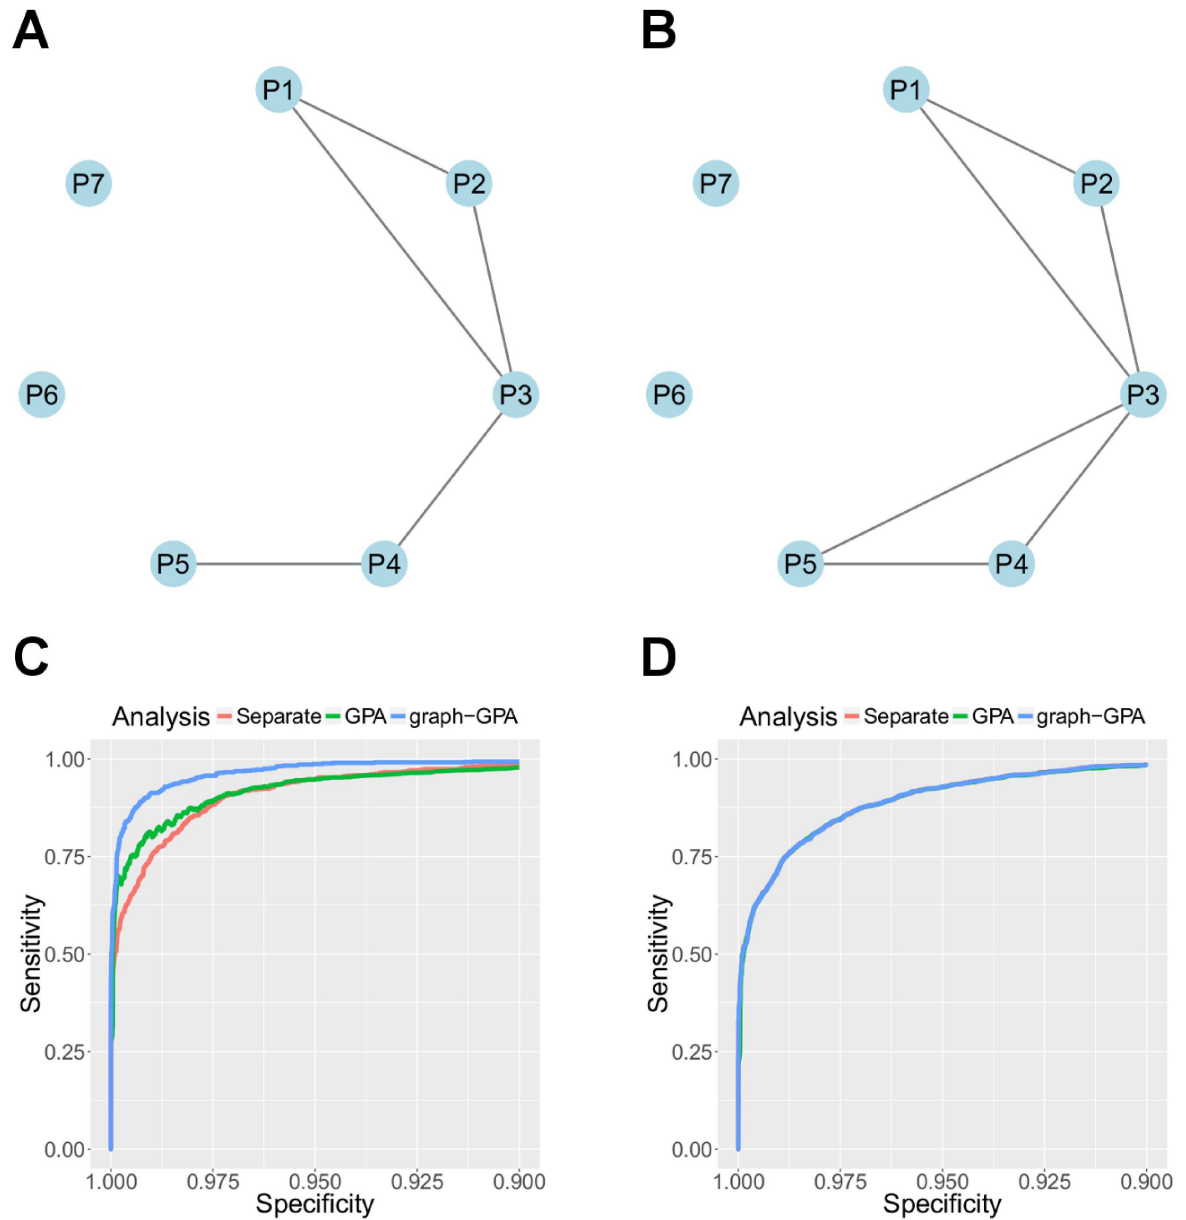 A
B
P1
P2
P7
P6
P3
P5
P4
P1
P2
P7
P6
P3
P5
P4
C
D
Analysis Separate GPA graph-GPA
1.00
0.75
0.50
0.25
0.00
Sensitivity
1.000 0.975 0.950 0.925 0.900
Specificity
Analysis Separate GPA graph-GPA
1.00
0.75
0.50
0.25
0.00
Sensitivity
1.000 0.975 0.950 0.925 0.900
Specificity